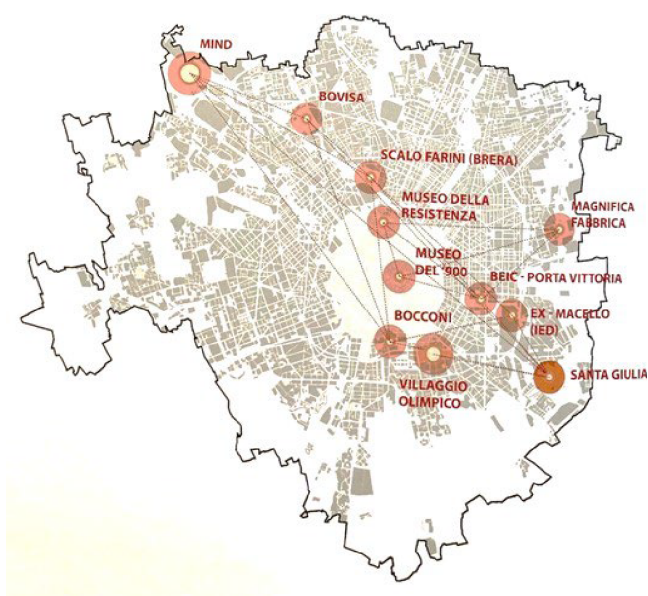 MIND
BOVISA
SCALO FARINI (BRERA)
MUSEO DELLA
RESISTENZA
MAGNIFICA
FABBRICA
MUSEO
DEL '900
BEIC - PORTA VITTORIA
BOCCONI
EX - MACELLO
(IED)
VILLAGGIO
OLIMPICO
SANTA GIULIA